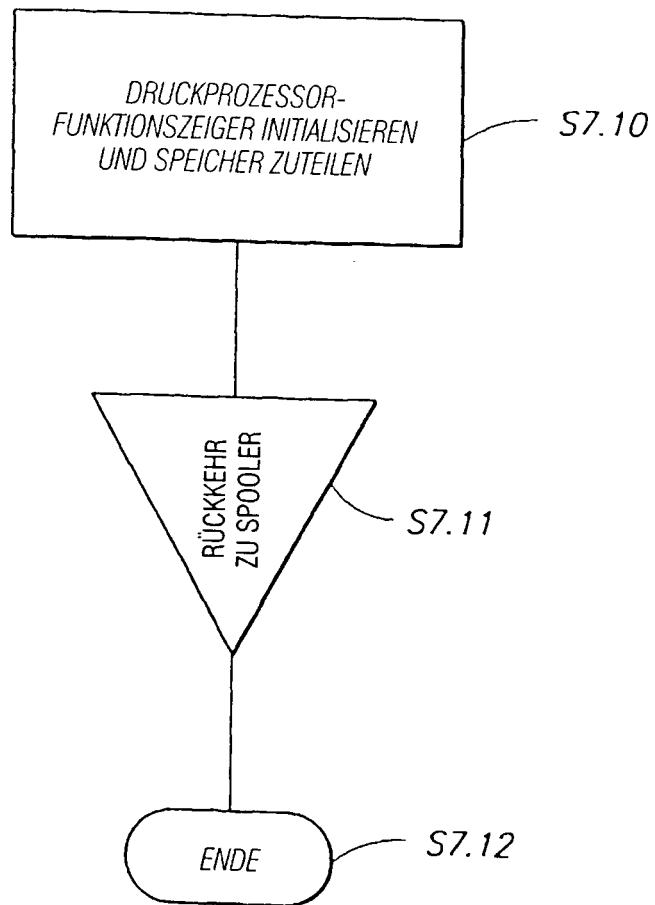 DRUCKPROZESSOR-
FUNKTIONSZEIGER INITIALISIEREN
UND SPEICHER ZUTEILEN
S7.10
RÜCKKEHR
ZU SPOOLER
S7.11
ENDE
S7.12